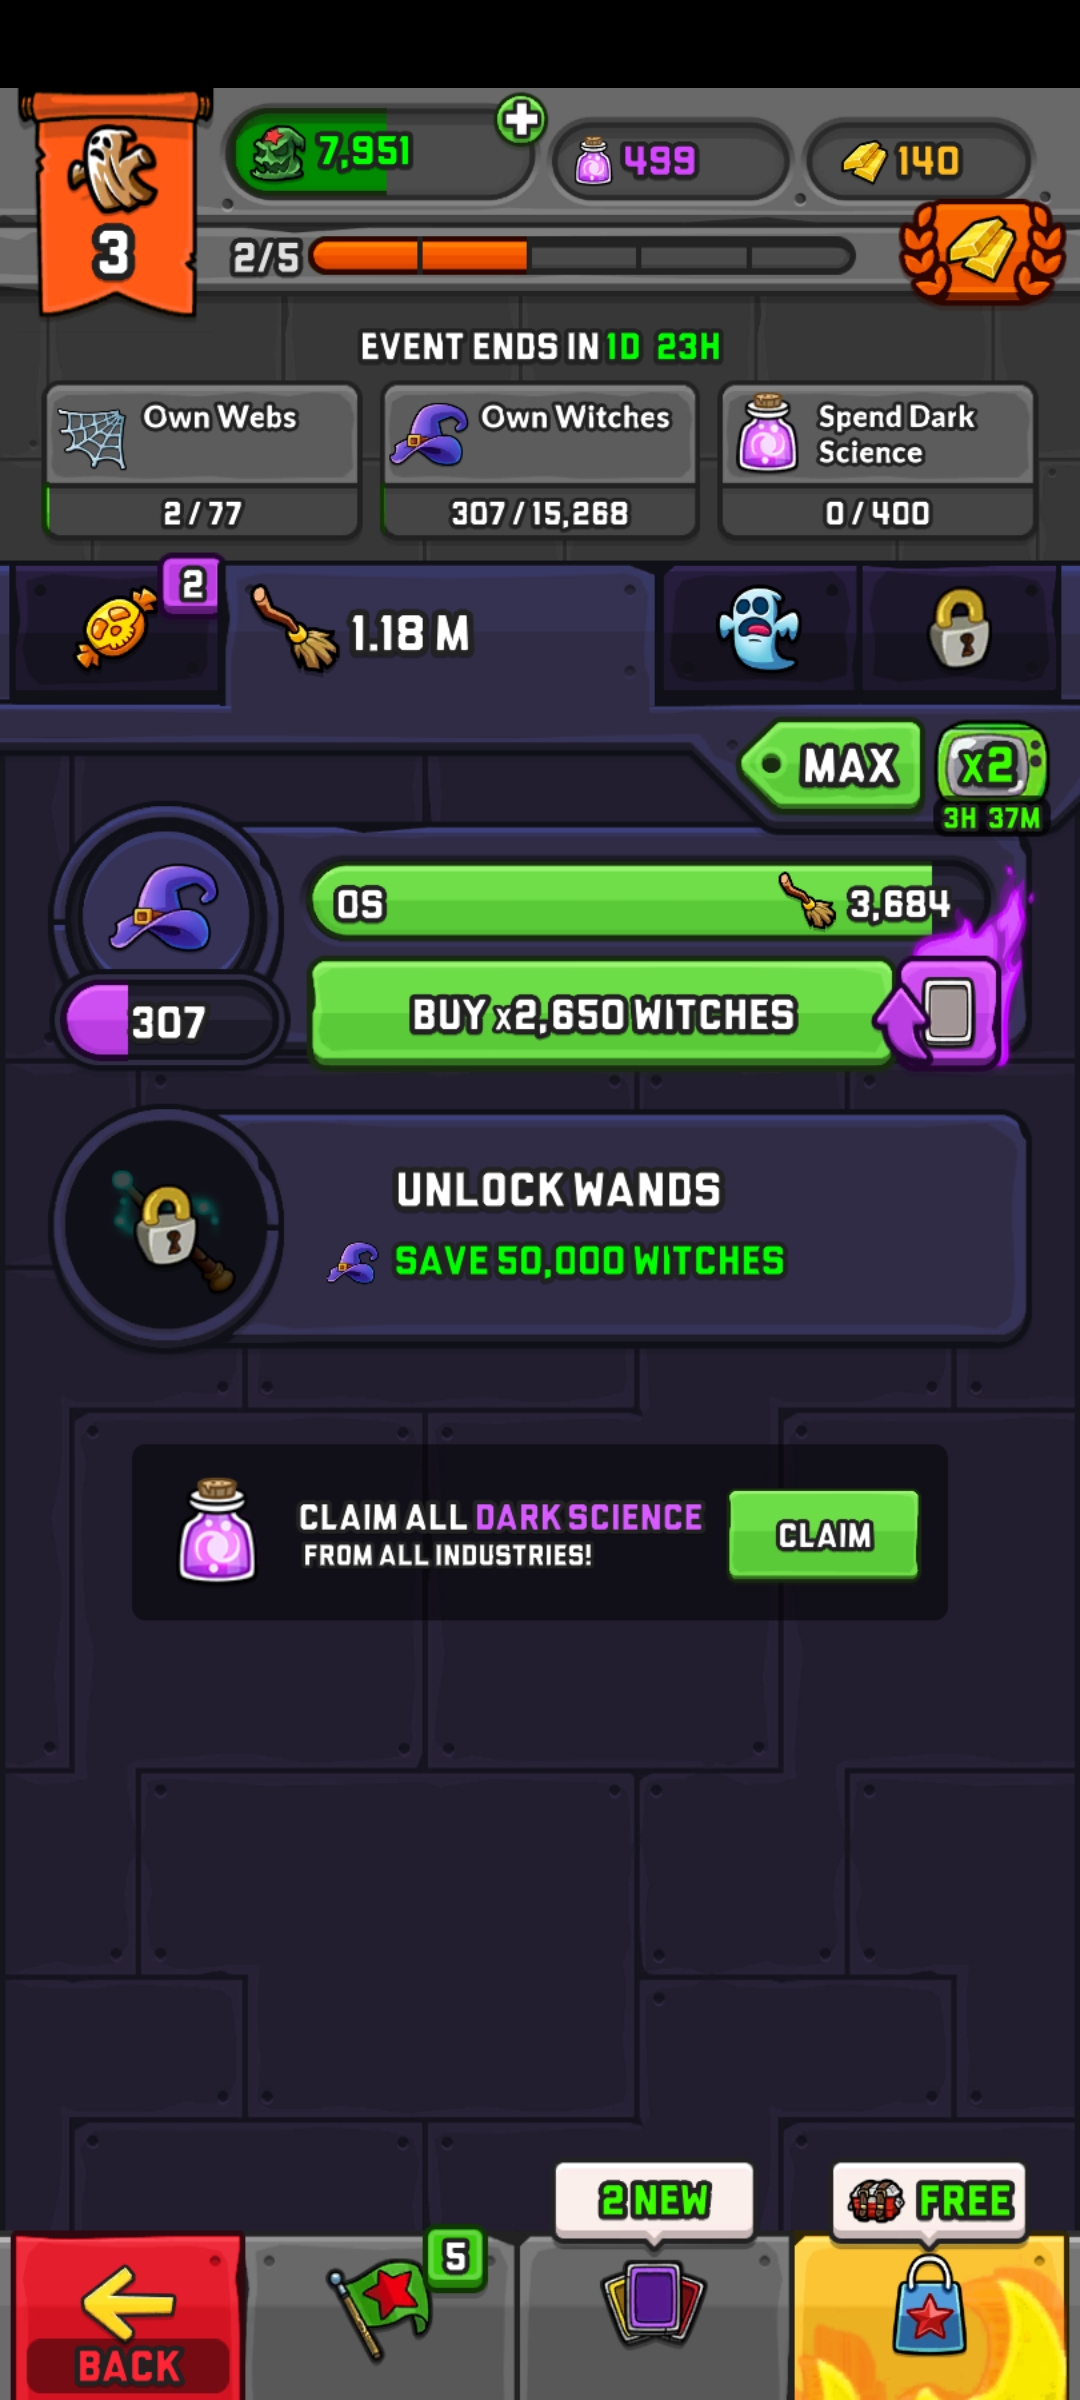 7,951
499
140
3
2/5
EVENT ENDS IN 1D 23H
Own Webs
2/77
Own Witches
307/15,268
Spend Dark
Science
0/400
2
1.18 M
MAX
x2
3H 37M
0S
3,684
307
BUY x2,650 WITCHES
UNLOCK WANDS
SAVE 50,000 WITCHES
CLAIM ALL DARK SCIENCE
FROM ALL INDUSTRIES!
CLAIM
2 NEW
FREE
5
BACK